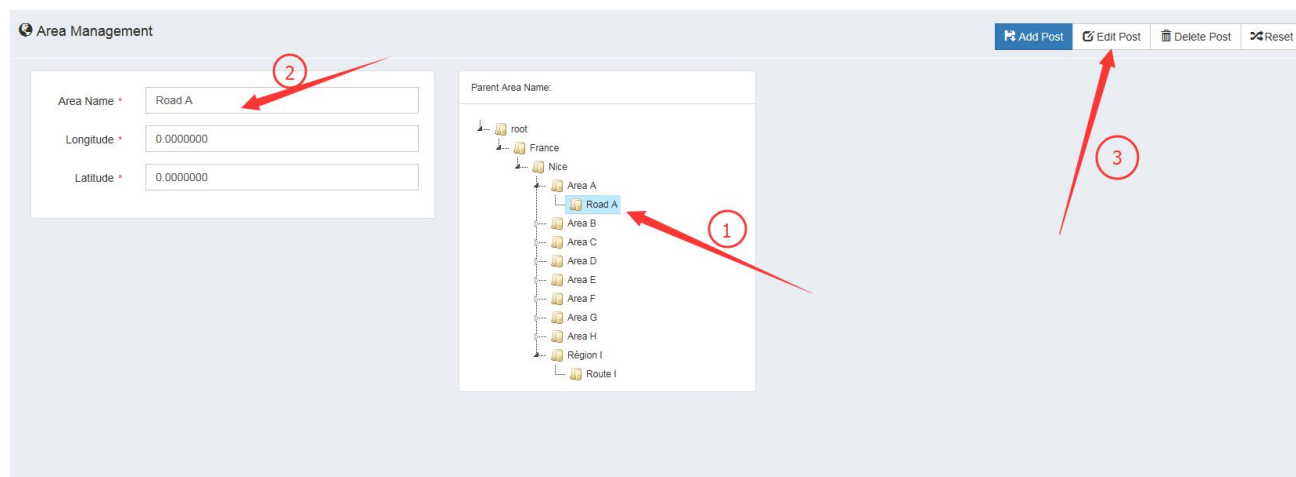 Area Management
Add Post Edit Post Delete Post Reset
2
Area Name * Road A
Longitude * 0.0000000
Latitude * 0.0000000
Parent Area Name:
root
France
Nice
Area A
Road A
Area B
Area C
Area D
Area E
Area F
Area G
Area H
Région I
Route I
1
3